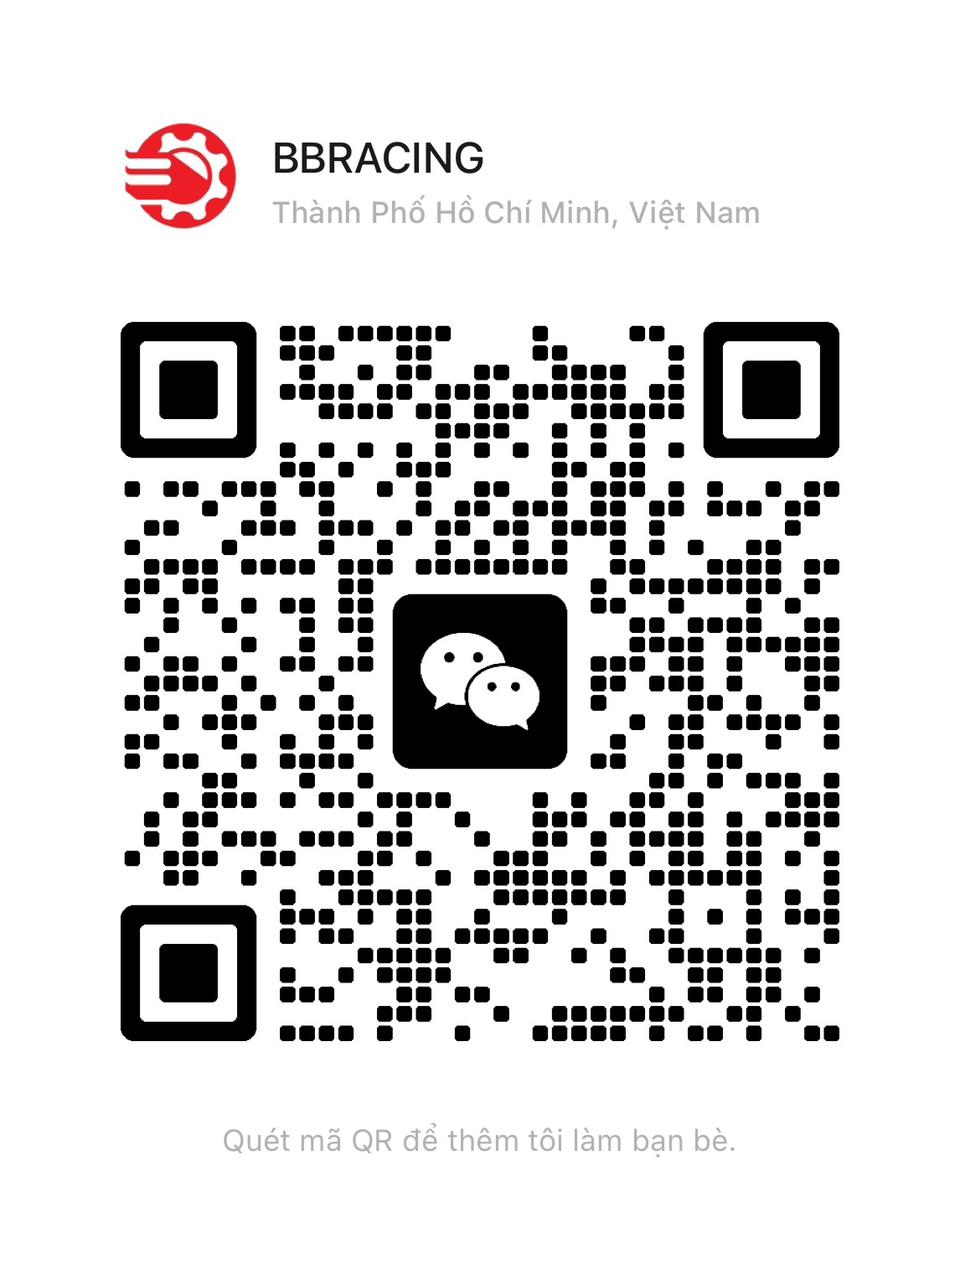 BBRACING
Thành Phố Hồ Chí Minh, Việt Nam
Quét mã QR để thêm tôi làm bạn bè.